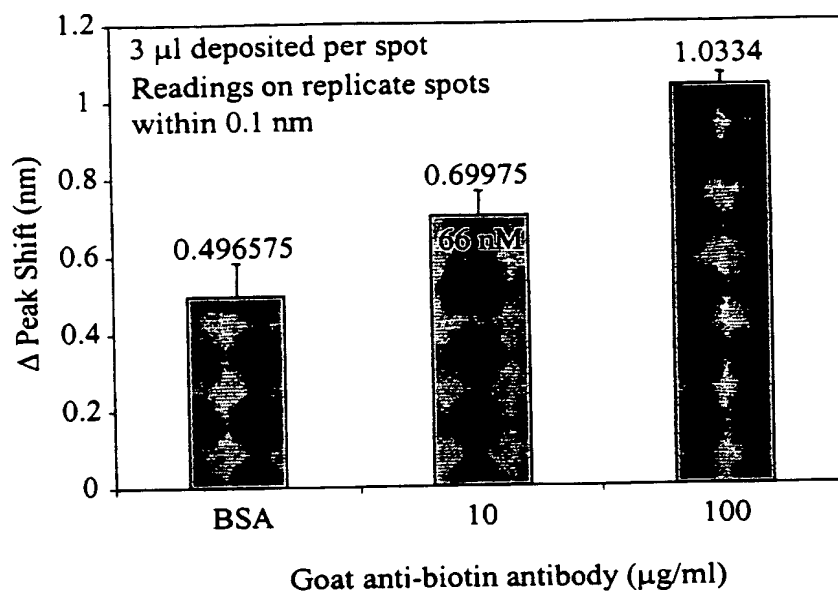 1.2
1
0.8
0.6
0.4
0.2
0
Δ Peak Shift (nm)
3 μl deposited per spot
Readings on replicate spots
within 0.1 nm
0.496575
0.69975
1.0334
66 nM
BSA
10
100
Goat anti-biotin antibody (μg/ml)